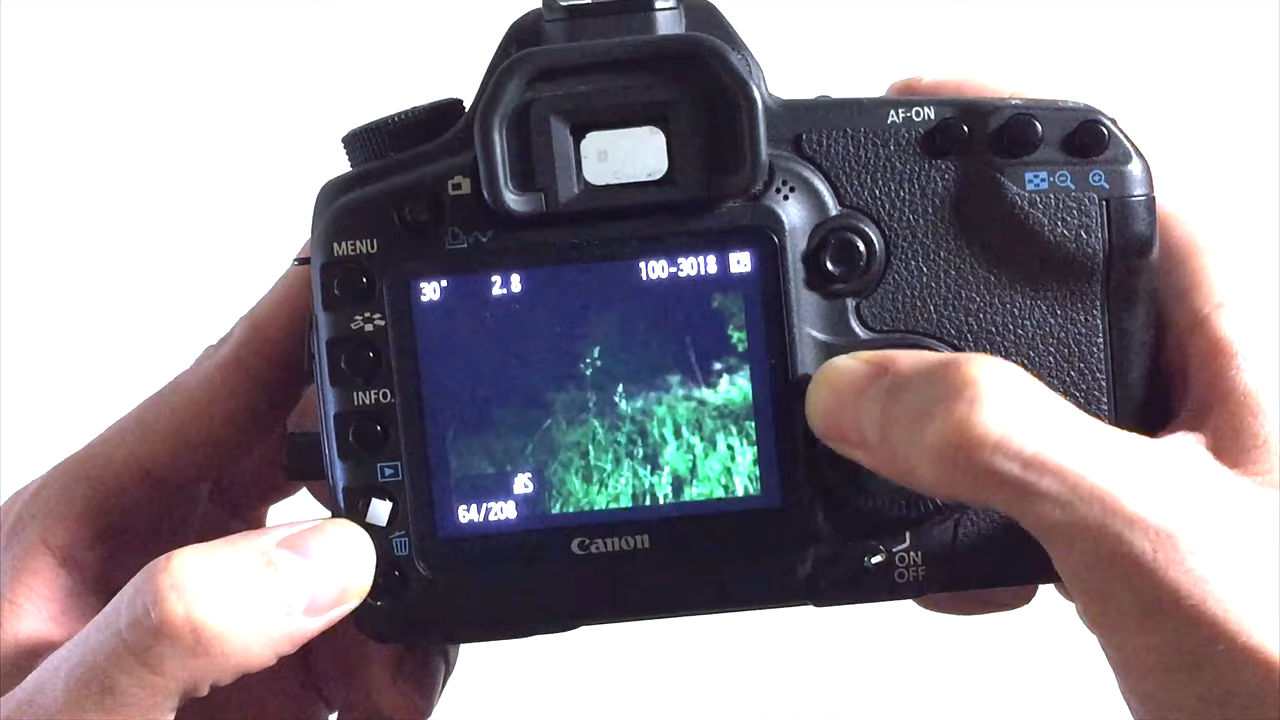 AF-ON
MENU
30" 2.8 100-3018
INFO.
64/208
Canon
ON
OFF